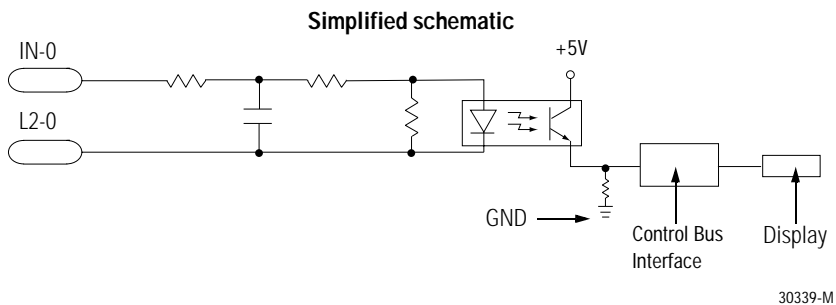 Simplified schematic
IN-0
+5V
L2-0
GND
Control Bus
Interface
Display
30339-M